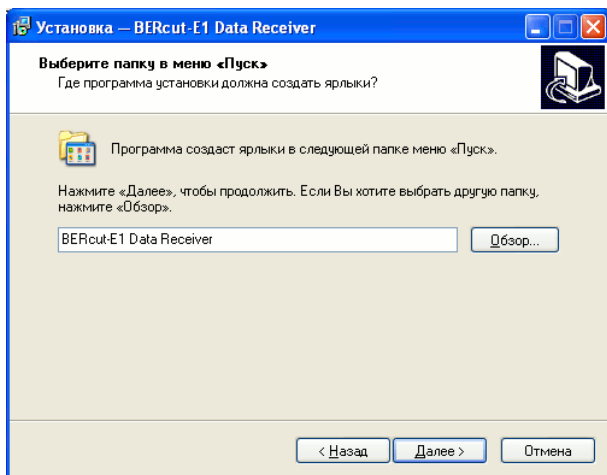 Установка — BERcut-E1 Data Receiver
Выберите папку в меню «Пуск»
Где программа установки должна создать ярлыки?
Программа создаст ярлыки в следующей папке меню «Пуск».
Нажмите «Далее», чтобы продолжить. Если Вы хотите выбрать другую папку,
нажмите «Обзор».
BERcut-E1 Data Receiver
Обзор...
< Назад
Далее >
Отмена